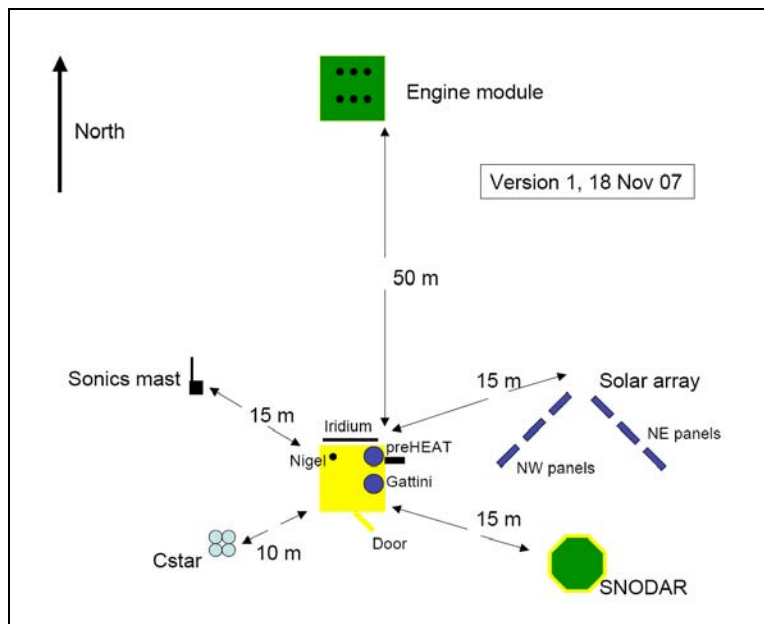 Engine module
North
Version 1, 18 Nov 07
50 m
Sonics mast
15 m
Solar array
15 m
Iridium
preHEAT
NE panels
Nigel
NW panels
Gattini
15 m
Door
Cstar
10 m
SNODAR